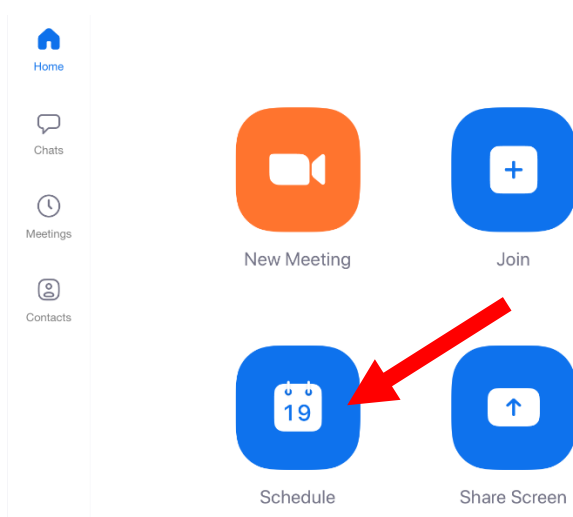 Home
Chats
Meetings
Contacts
New Meeting
Join
19
Schedule
Share Screen